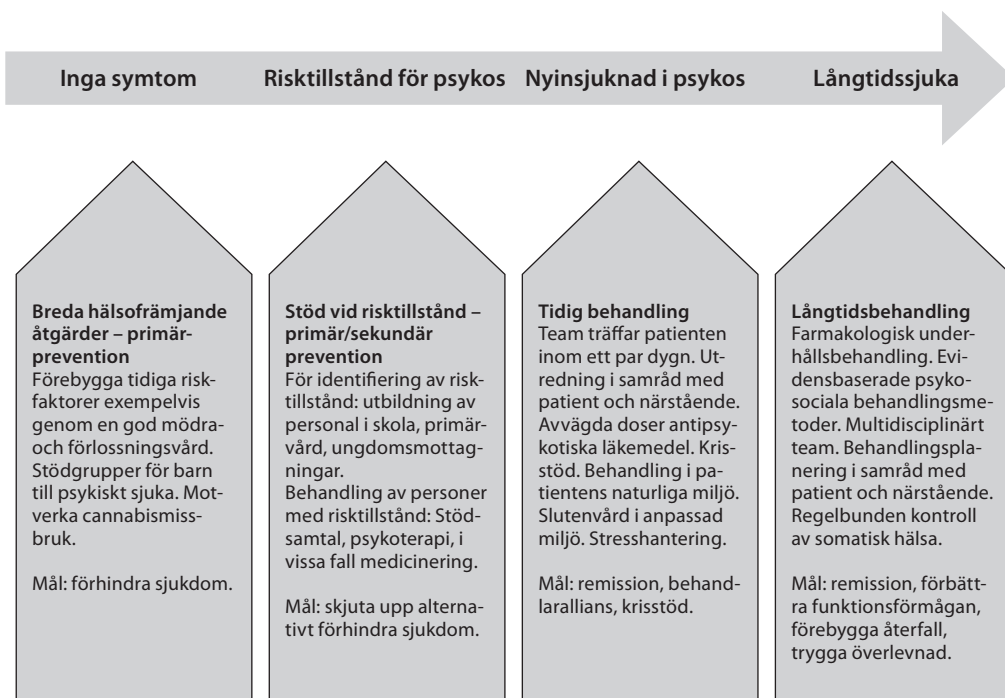 Inga symtom
Risktillstånd för psykos
Nyinsjuknad i psykos
Långtidssjuka
Breda hälsofrämjande
åtgärder – primär-
prevention
Förebygga tidiga risk-
faktorer exempelvis
genom en god mödra-
och förlossningsvård.
Stödgrupper för barn
till psykiskt sjuka. Mot-
verka cannabismiss-
bruk.
Mål: förhindra sjukdom.
Stöd vid risktillstånd –
primär/sekundär
prevention
För identifiering av risk-
tillstånd: utbildning av
personal i skola, primär-
vård, ungdomsmottag-
ningar.
Behandling av personer
med risktillstånd: Stöd-
samtal, psykoterapi, i
vissa fall medicinering.
Mål: skjuta upp alterna-
tivt förhindra sjukdom.
Tidig behandling
Team träffar patienten
inom ett par dygn. Ut-
redning i samråd med
patient och närstående.
Avvägda doser antipsy-
kotiska läkemedel. Kris-
stöd. Behandling i pa-
tientens naturliga miljö.
Slutenvård i anpassad
miljö. Stresshantering.
Mål: remission, behand-
larallians, krisstöd.
Långtidsbehandling
Farmakologisk under-
hållsbehandling. Evi-
densbaserade psyko-
sociala behandlingsme-
toder. Multidisciplinärt
team. Behandlingspla-
nering i samråd med
patient och närstående.
Regelbunden kontroll
av somatisk hälsa.
Mål: remission, förbätt-
ra funktionsförmågan,
förebygga återfall,
trygga överlevnad.